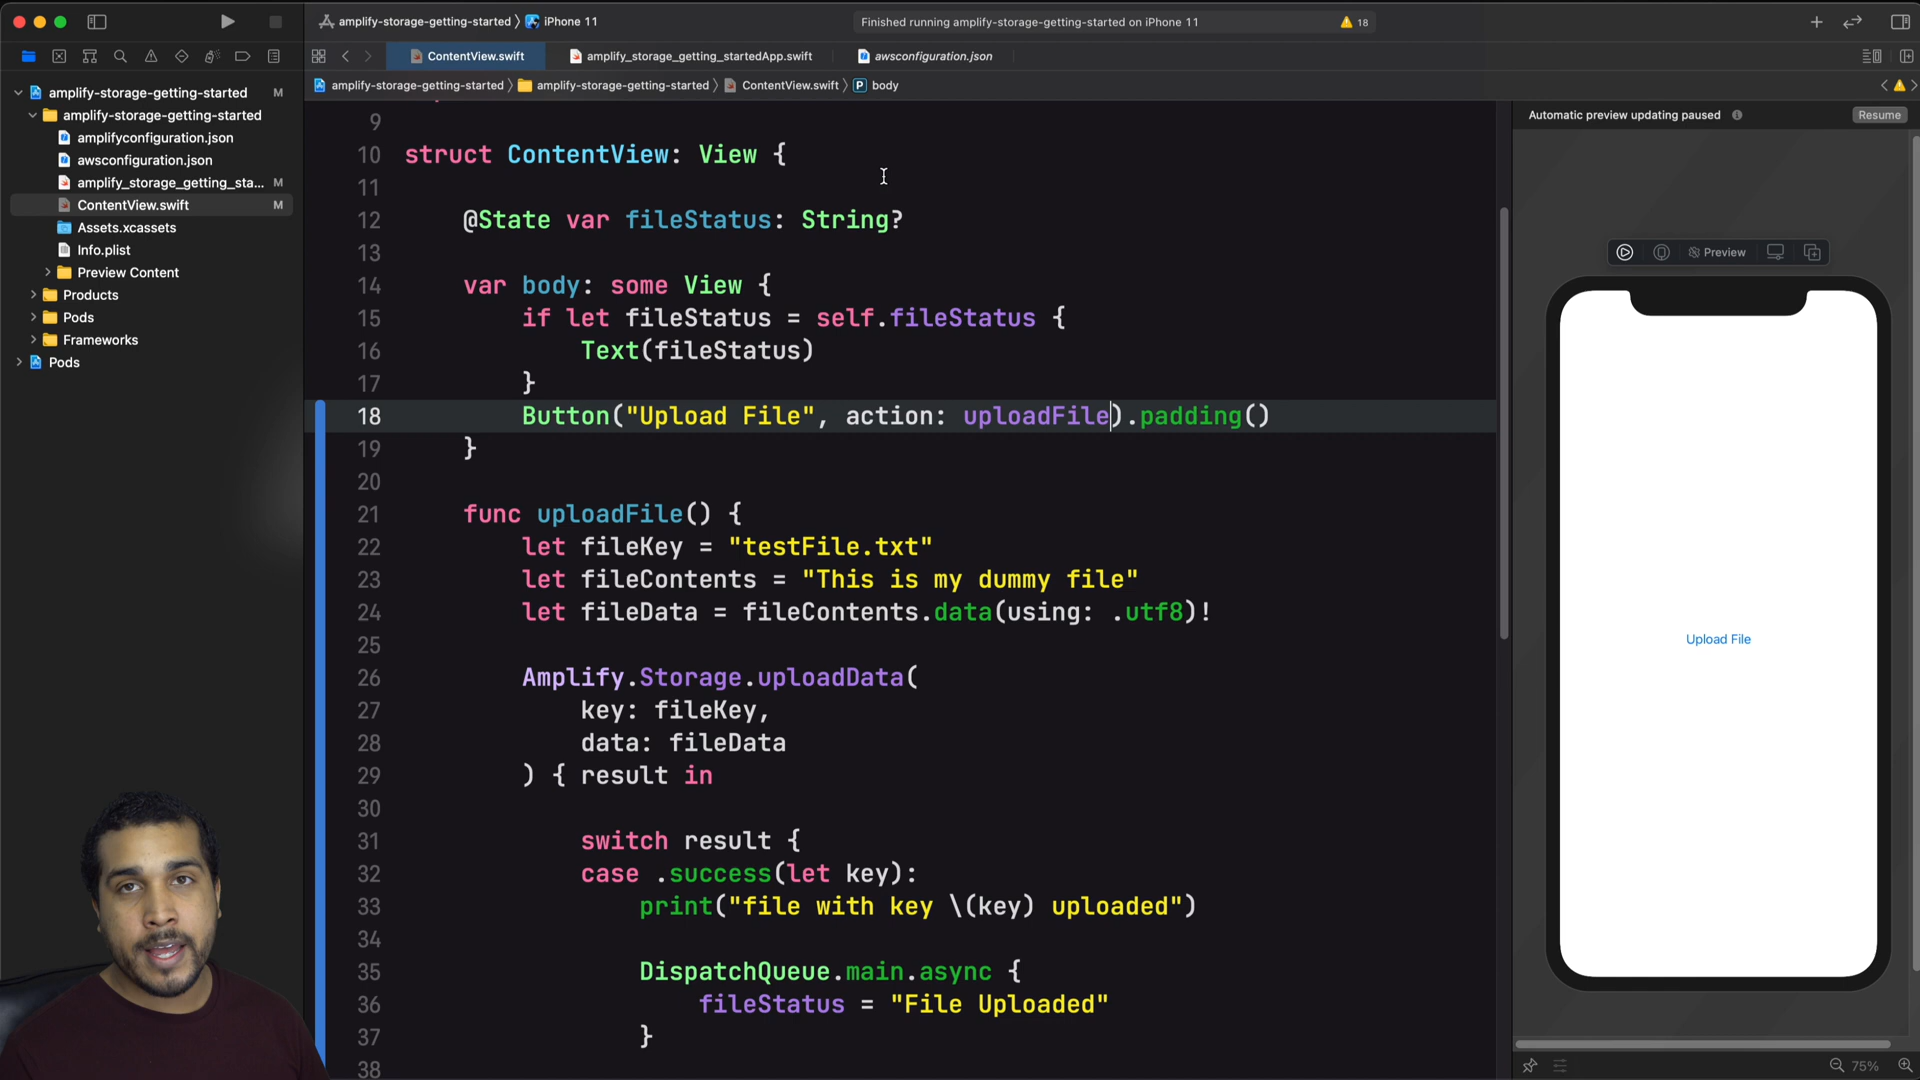 amplify-storage-getting-started
iPhone 11
Finished running amplify-storage-getting-started on iPhone 11
18
ContentView.swift
amplify_storage_getting_startedApp.swift
awsconfiguration.json
amplify-storage-getting-started
amplify-storage-getting-started
ContentView.swift
P body
amplify-storage-getting-started M
amplify-storage-getting-started
amplifyconfiguration.json
awsconfiguration.json
amplify_storage_getting_sta... M
ContentView.swift M
Assets.xcassets
Info.plist
Preview Content
Products
Pods
Frameworks
Pods
9
10 struct ContentView: View {
11
12 @State var fileStatus: String?
13
14 var body: some View {
15 if let fileStatus = self.fileStatus {
16 Text(fileStatus)
17 }
18 Button("Upload File", action: uploadFile).padding()
19 }
20
21 func uploadFile() {
22 let fileKey = "testFile.txt"
23 let fileContents = "This is my dummy file"
24 let fileData = fileContents.data(using: .utf8)!
25
26 Amplify.Storage.uploadData(
27 key: fileKey,
28 data: fileData
29 ) { result in
30
31 switch result {
32 case .success(let key):
33 print("file with key \(key) uploaded")
34
35 DispatchQueue.main.async {
36 fileStatus = "File Uploaded"
37 }
38
Automatic preview updating paused
Resume
Preview
Upload File
75%